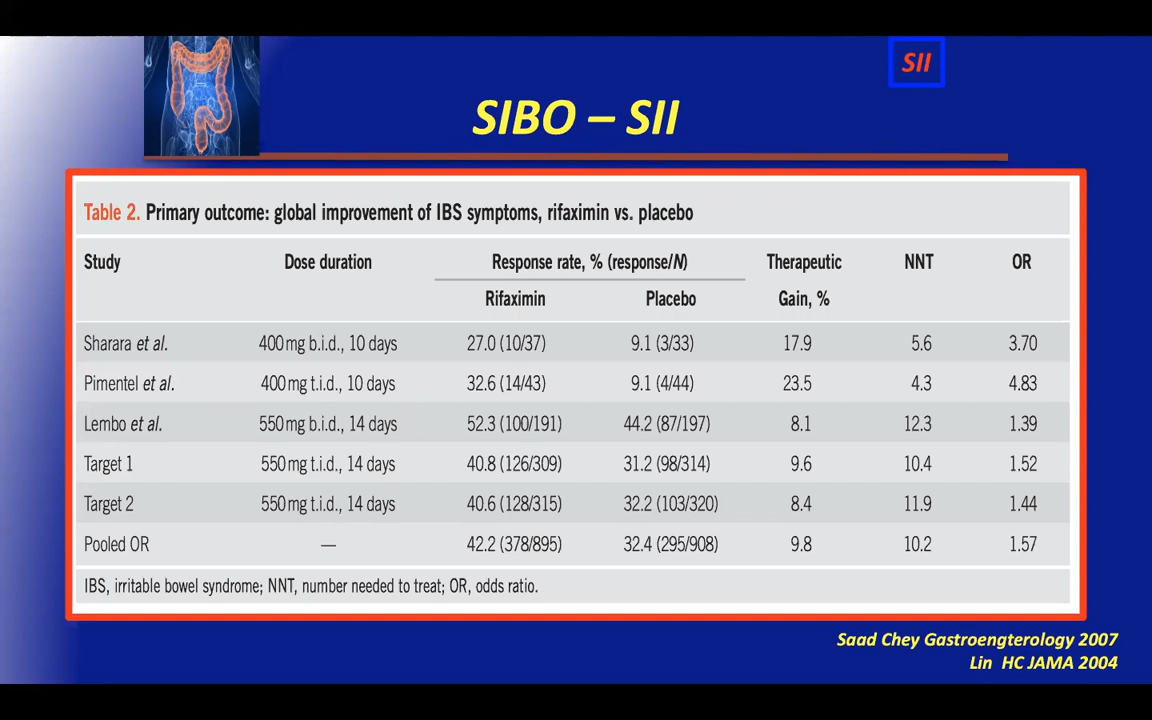 SII
SIBO – SII
Table 2. Primary outcome: global improvement of IBS symptoms, rifaximin vs. placebo
Study Dose duration Response rate, % (response/N) Therapeutic NNT OR
Rifaximin Placebo Gain, %
Sharara et al. 400 mg b.i.d., 10 days 27.0 (10/37) 9.1 (3/33) 17.9 5.6 3.70
Pimentel et al. 400 mg t.i.d., 10 days 32.6 (14/43) 9.1 (4/44) 23.5 4.3 4.83
Lembo et al. 550 mg b.i.d., 14 days 52.3 (100/191) 44.2 (87/197) 8.1 12.3 1.39
Target 1 550 mg t.i.d., 14 days 40.8 (126/309) 31.2 (98/314) 9.6 10.4 1.52
Target 2 550 mg t.i.d., 14 days 40.6 (128/315) 32.2 (103/320) 8.4 11.9 1.44
Pooled OR — 42.2 (378/895) 32.4 (295/908) 9.8 10.2 1.57
IBS, irritable bowel syndrome; NNT, number needed to treat; OR, odds ratio.
Saad Chey Gastroengterology 2007
Lin HC JAMA 2004